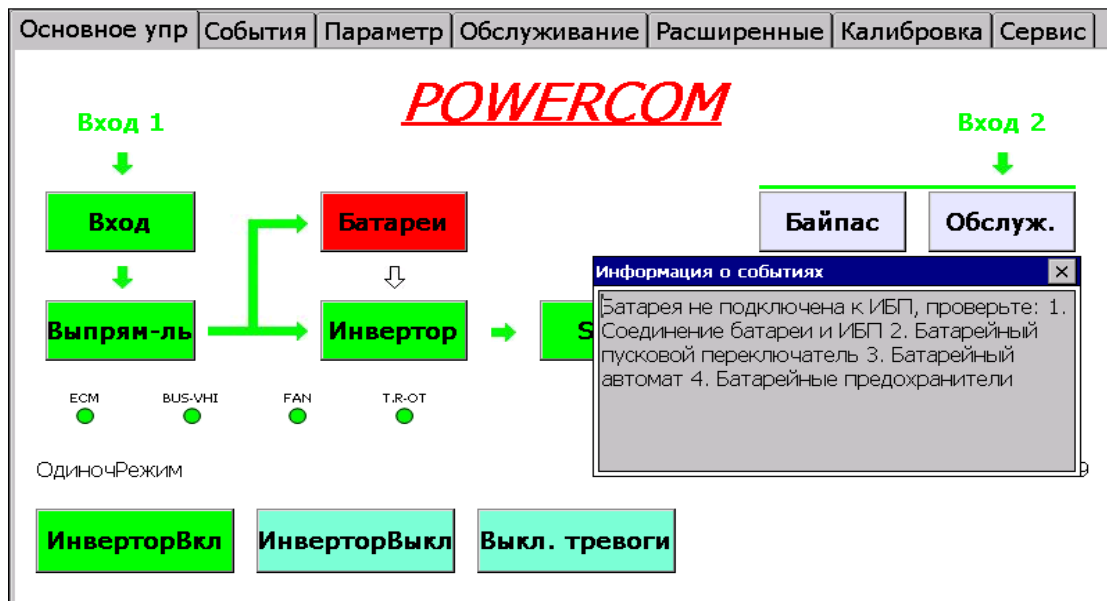 Основное упр События Параметр Обслуживание Расширенные Калибровка Сервис
POWERCOM
Вход 1
Вход 2
Вход
Батареи
Байпас
Обслуж.
Информация о событиях
Батарея не подключена к ИБП, проверьте: 1.
Соединение батареи и ИБП 2. Батарейный
пусковой переключатель 3. Батарейный
автомат 4. Батарейные предохранители
Выпрям-ль
Инвертор
S
ECM BUS-VHI FAN T.R-OT
ОдиночРежим
ИнверторВкл
ИнверторВыкл
Выкл. тревоги